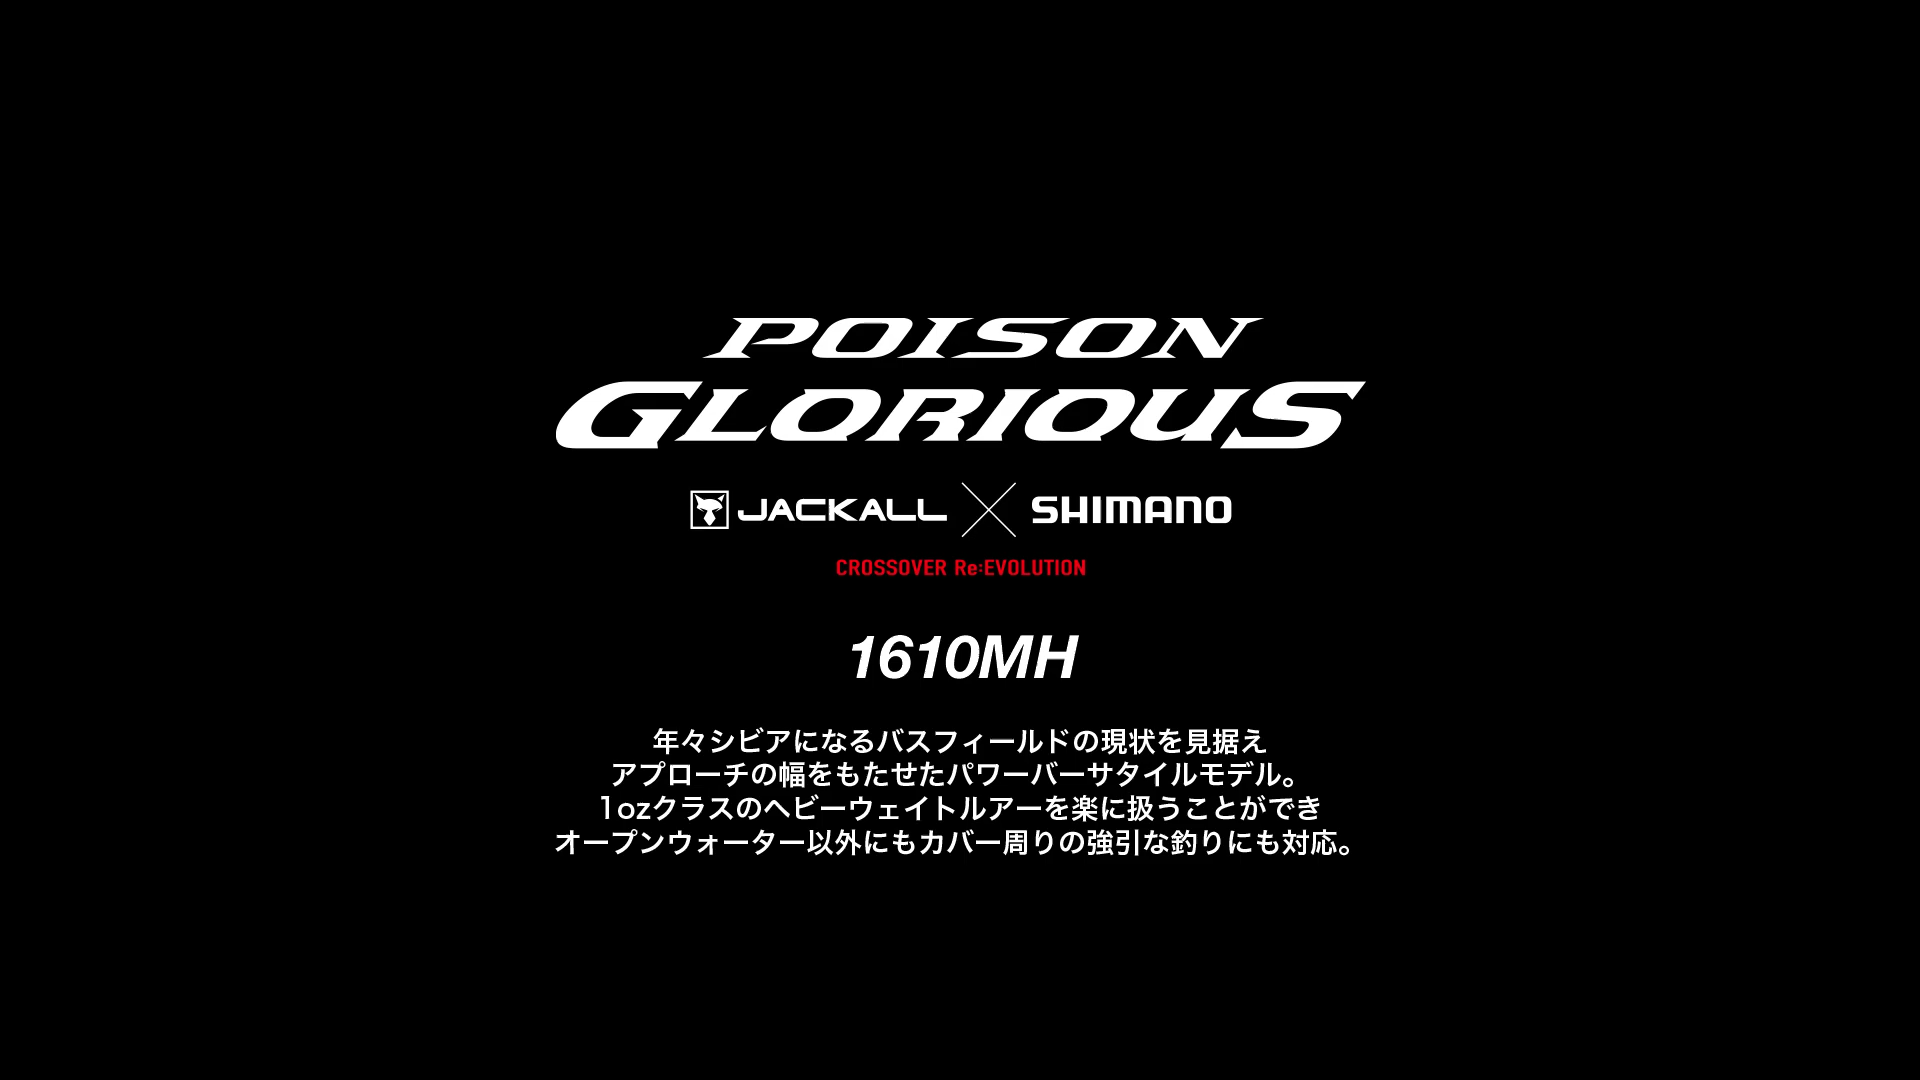 POISON
GLORIOUS
JACKALL × SHIMANO
CROSSOVER Re:EVOLUTION
1610MH
年々シビアになるバスフィールドの現状を見据え
アプローチの幅をもたせたパワーバーサタイルモデル。
1ozクラスのヘビーウェイトルアーを楽に扱うことができ
オープンウォーター以外にもカバー周りの強引な釣りにも対応。